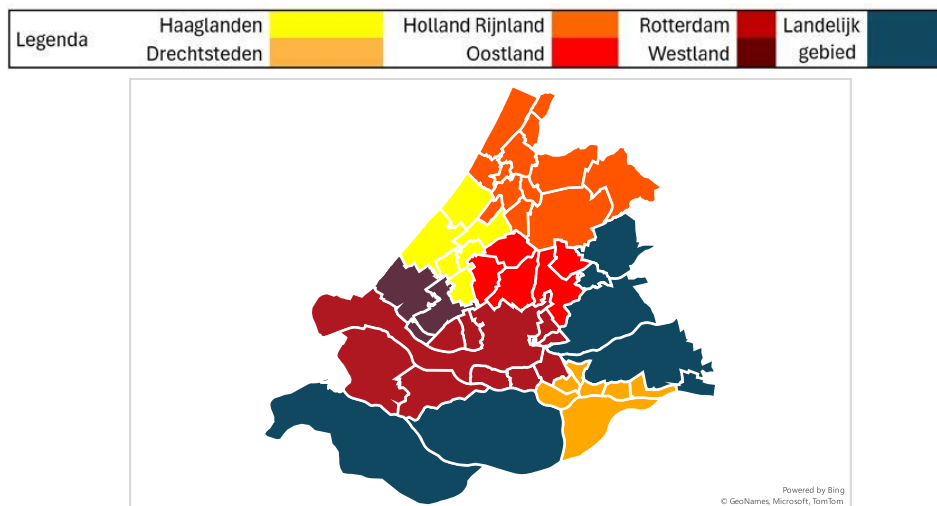 Legenda
Haaglanden
Drechtsteden
Holland Rijnland
Oostland
Rotterdam
Westland
Landelijk
gebied
Powered by Bing
© GeoNames, Microsoft, TomTom